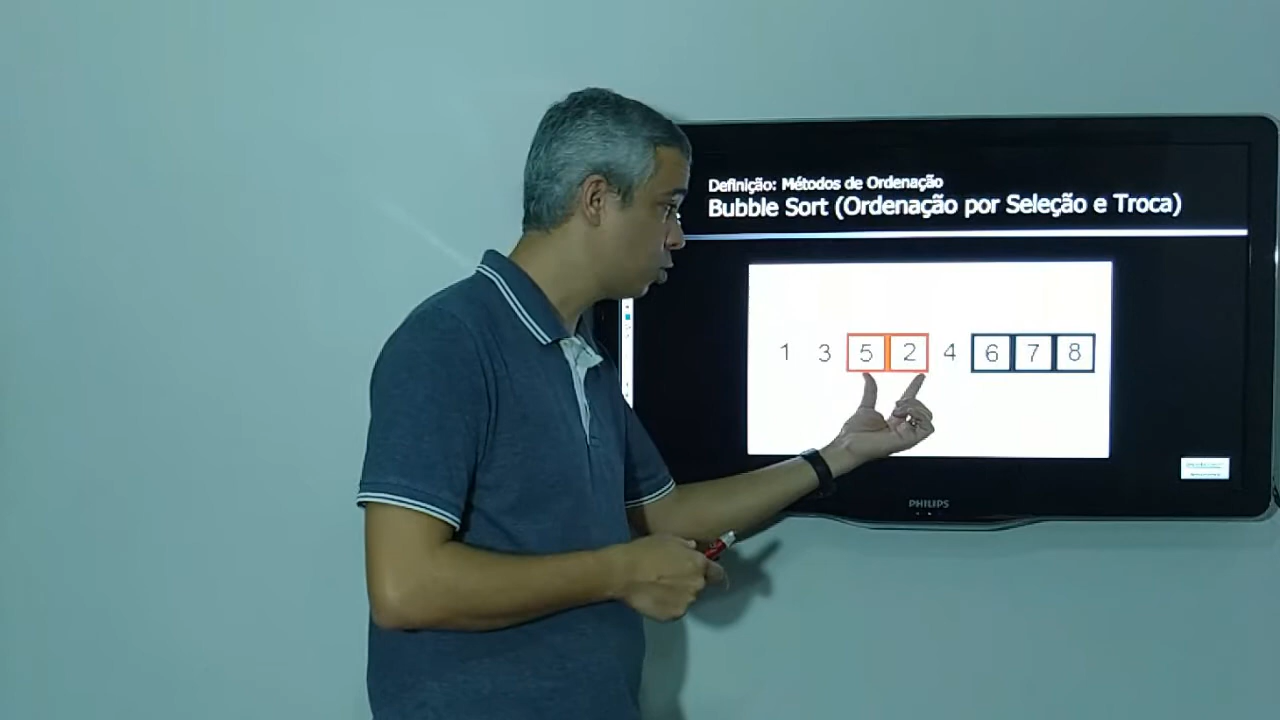 Definição: Métodos de Ordenação
Bubble Sort (Ordenação por Seleção e Troca)
1 3 5 2 4 6 7 8
PHILIPS